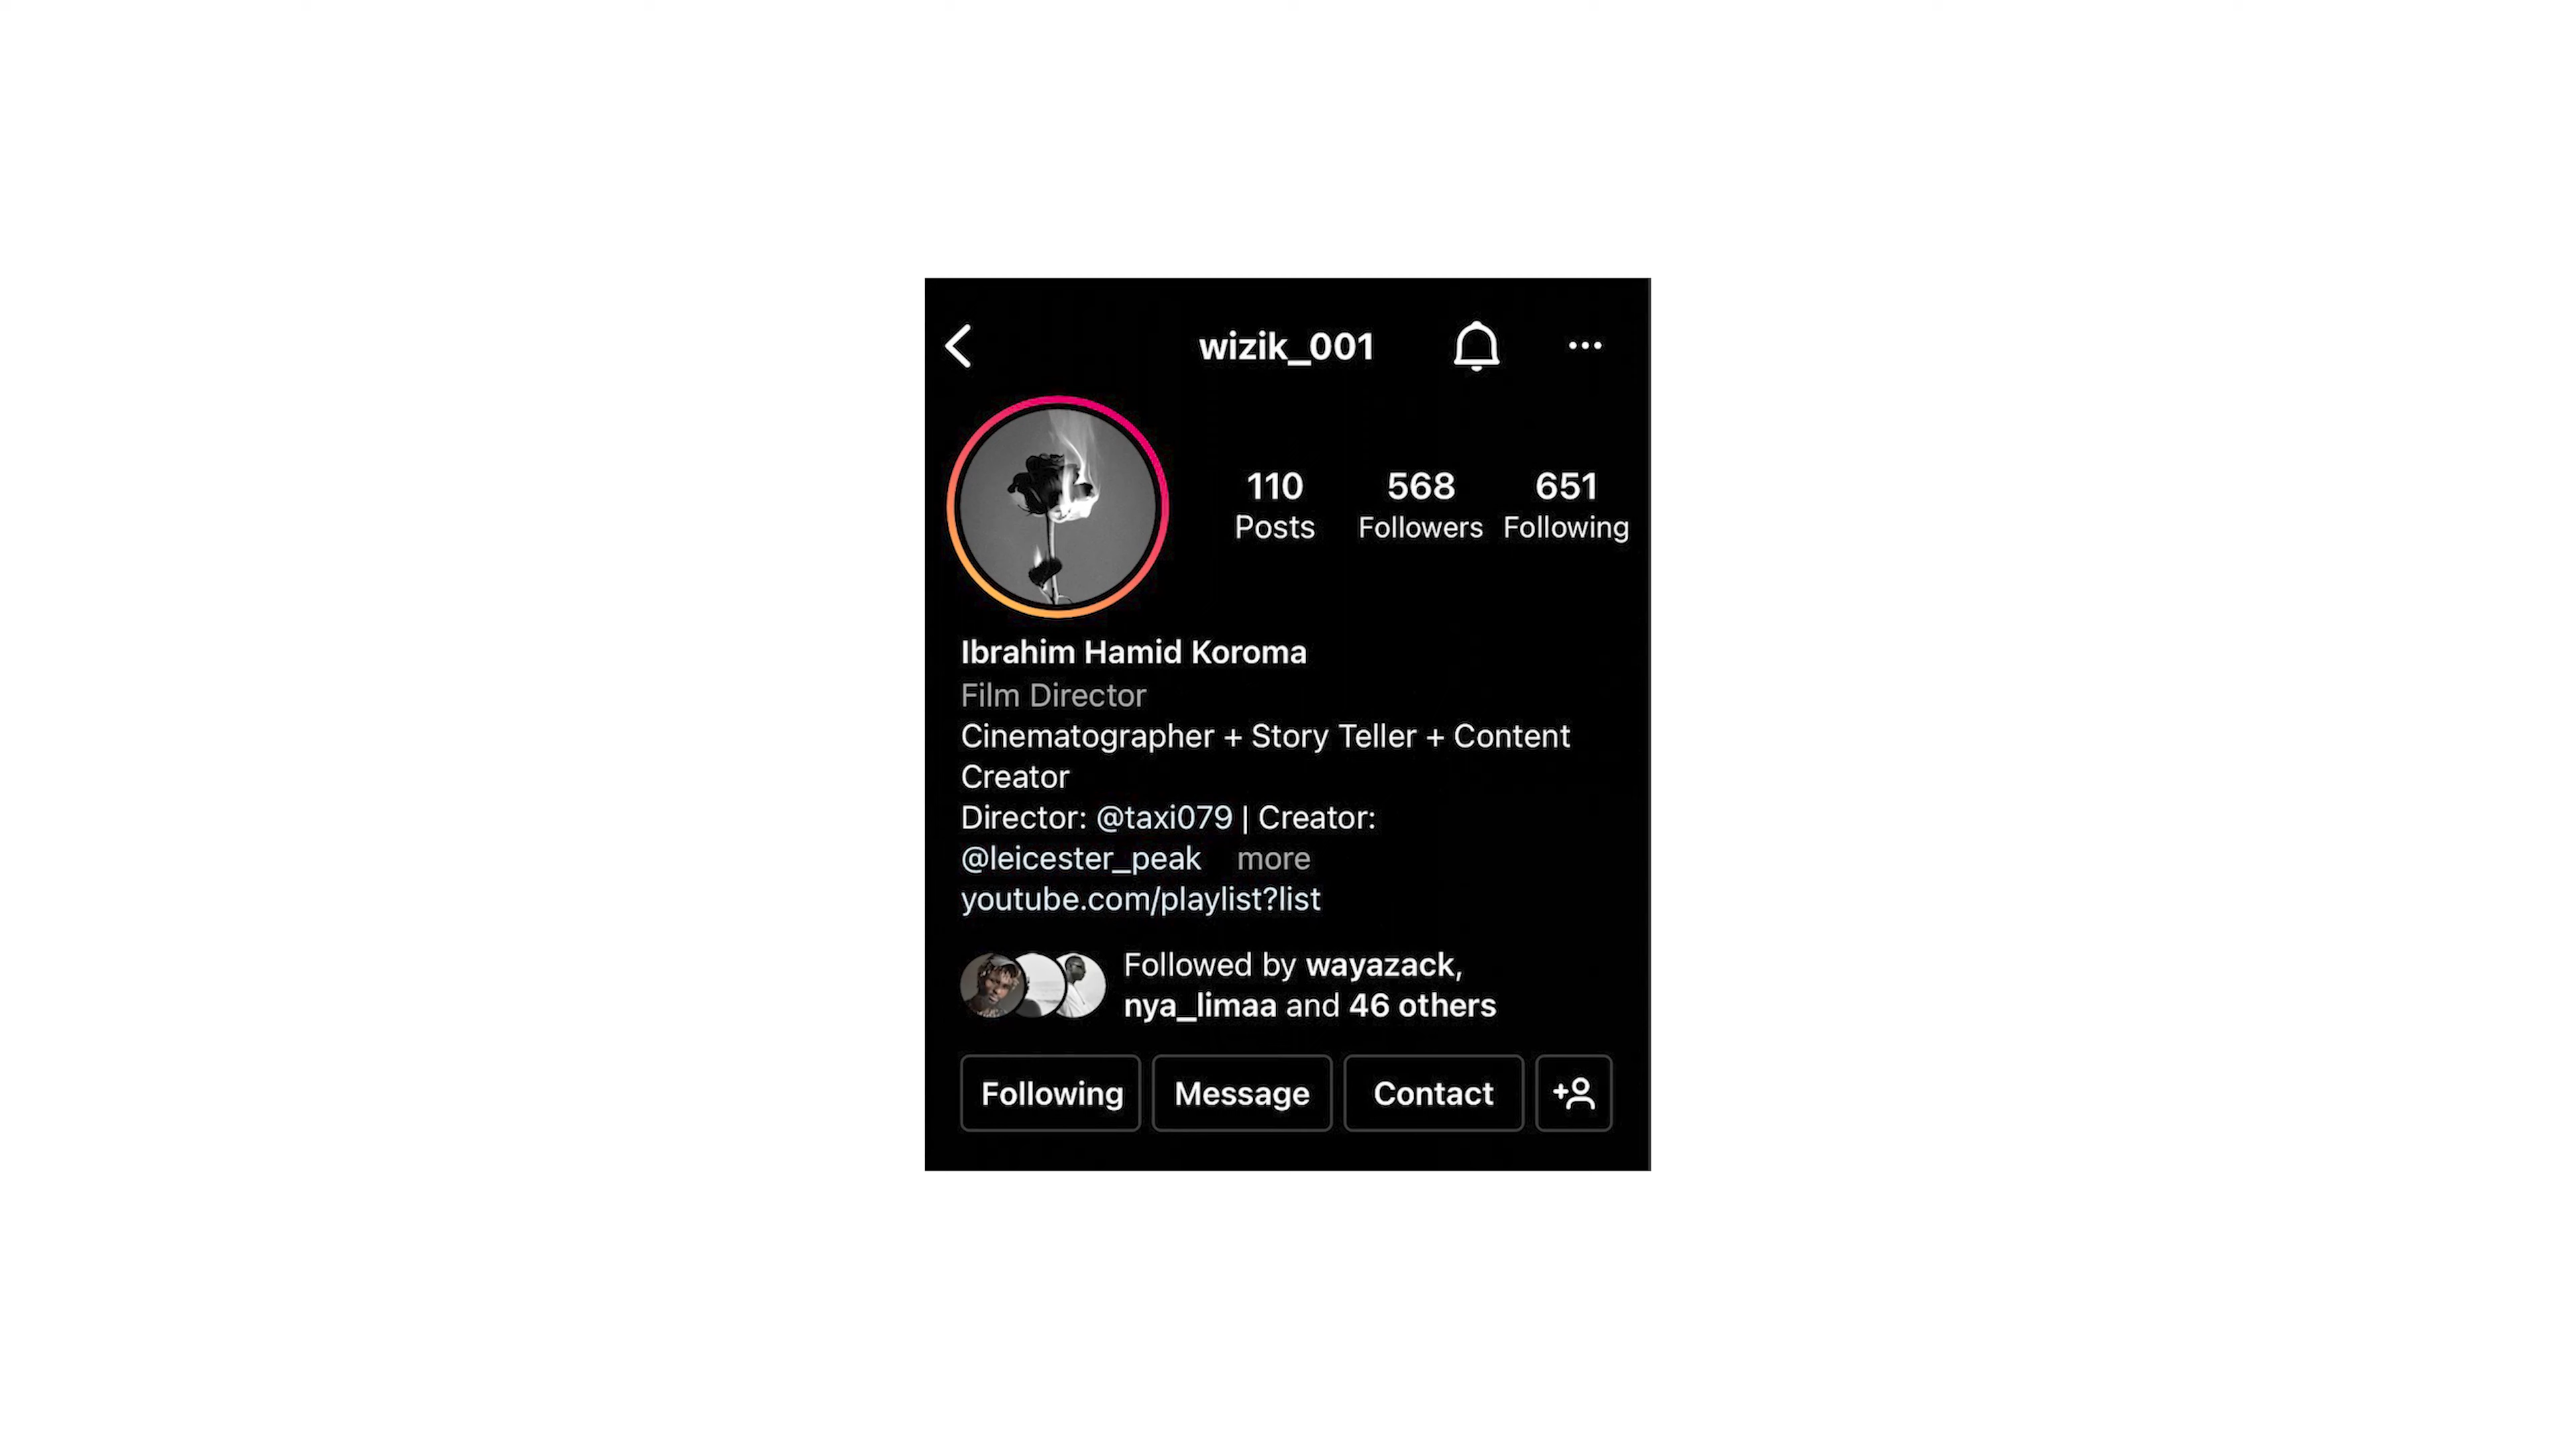 wizik_001
110 568 651
Posts Followers Following
Ibrahim Hamid Koroma
Film Director
Cinematographer + Story Teller + Content
Creator
Director: @taxi079 | Creator:
@leicester_peak more
youtube.com/playlist?list
Followed by wayazack,
nya_limaa and 46 others
Following Message Contact